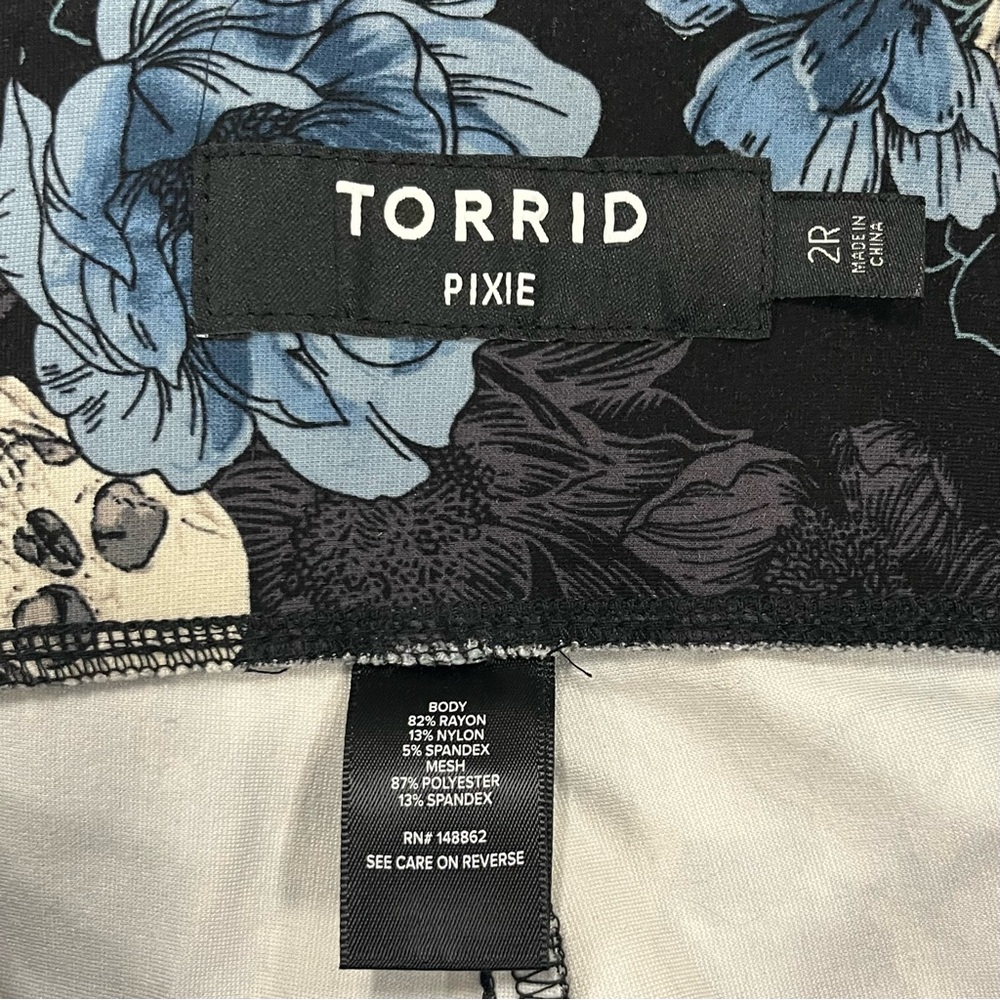 TORRID
PIXIE
2R
MADE IN
CHINA
BODY
82% RAYON
13% NYLON
5% SPANDEX
MESH
87% POLYESTER
13% SPANDEX
RN# 148862
SEE CARE ON REVERSE